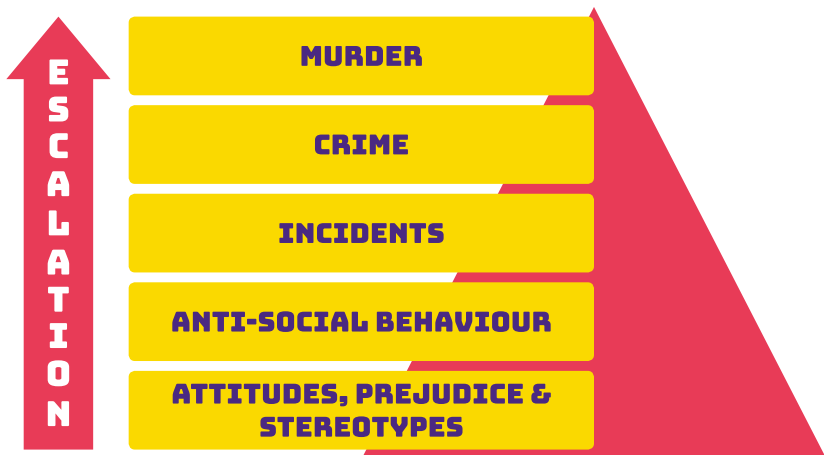 ESCALATION
MURDER
CRIME
INCIDENTS
ANTI-SOCIAL BEHAVIOUR
ATTITUDES, PREJUDICE &
STEREOTYPES